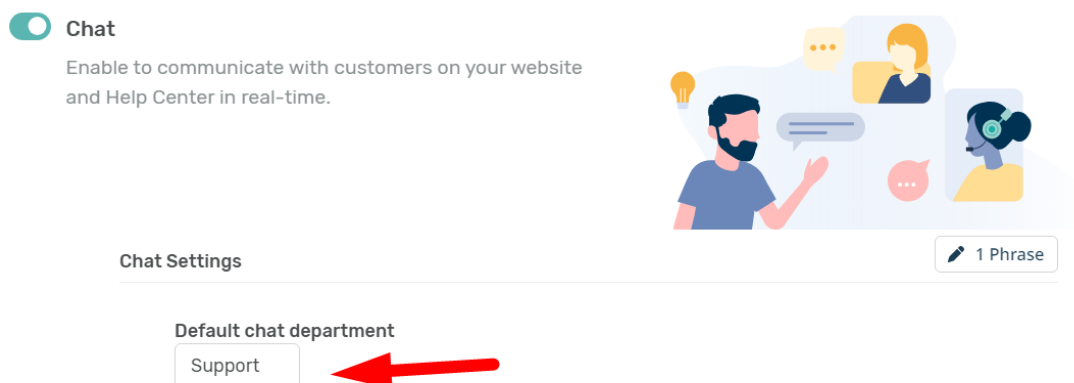 Chat
Enable to communicate with customers on your website
and Help Center in real-time.
Chat Settings
1 Phrase
Default chat department
Support